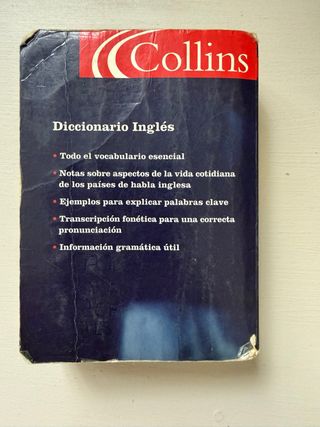 Collins
Diccionario Inglés
• Todo el vocabulario esencial
• Notas sobre aspectos de la vida cotidiana
de los países de habla inglesa
• Ejemplos para explicar palabras clave
• Transcripción fonética para una correcta
pronunciación
• Información gramática útil